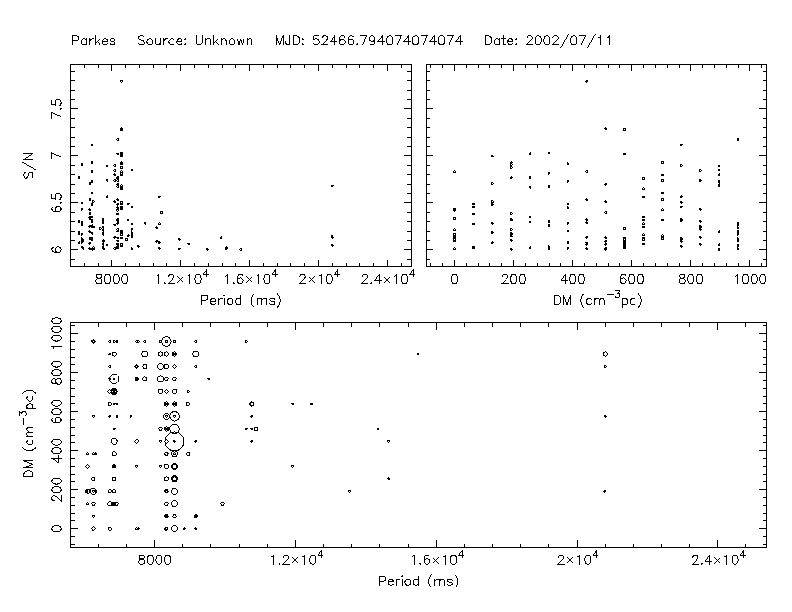 Parkes Source: Unknown MJD: 52466.794074074074 Date: 2002/07/11
S/N
6 6.5 7 7.5
8000 1.2×10⁴ 1.6×10⁴ 2×10⁴ 2.4×10⁴
Period (ms)
0 200 400 600 800 1000
DM (cm⁻³pc)
DM (cm⁻³pc)
0 200 400 600 800 1000
8000 1.2×10⁴ 1.6×10⁴ 2×10⁴ 2.4×10⁴
Period (ms)